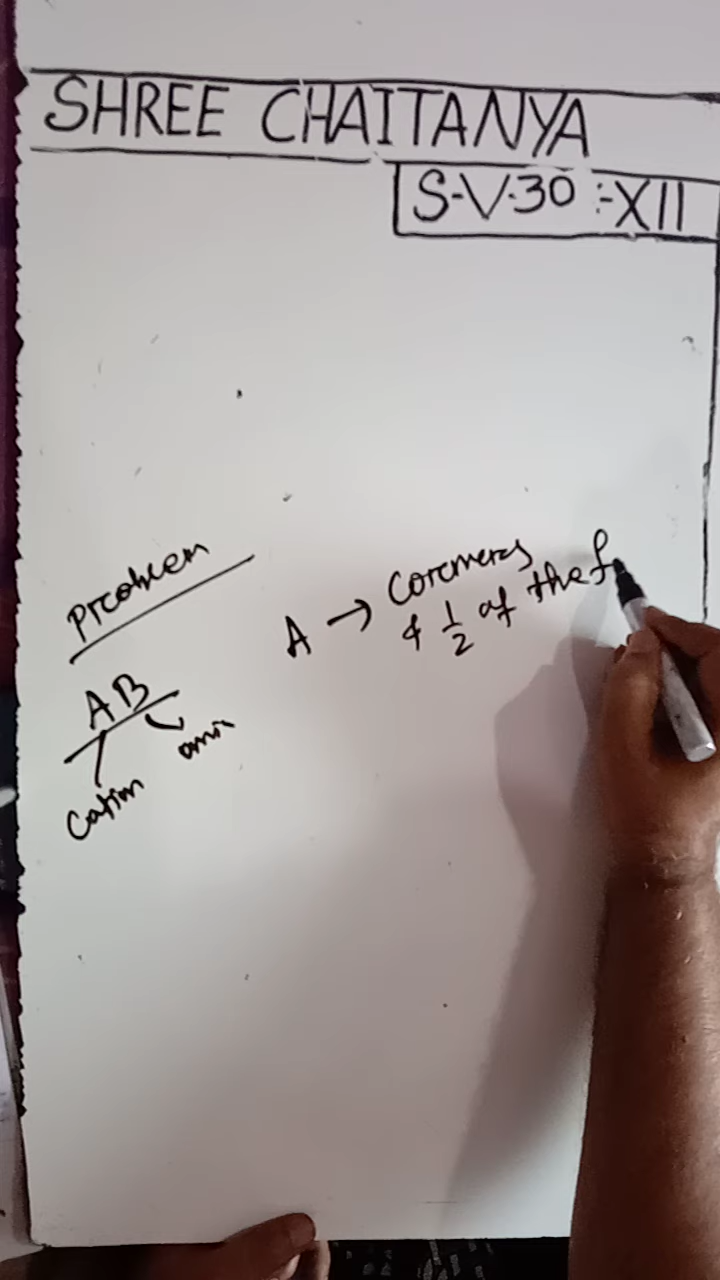 SHREE CHAITANYA
S-V-30 :-XII
Problem
A → Corners
& 1/2 of the f
AB
anion
Cation